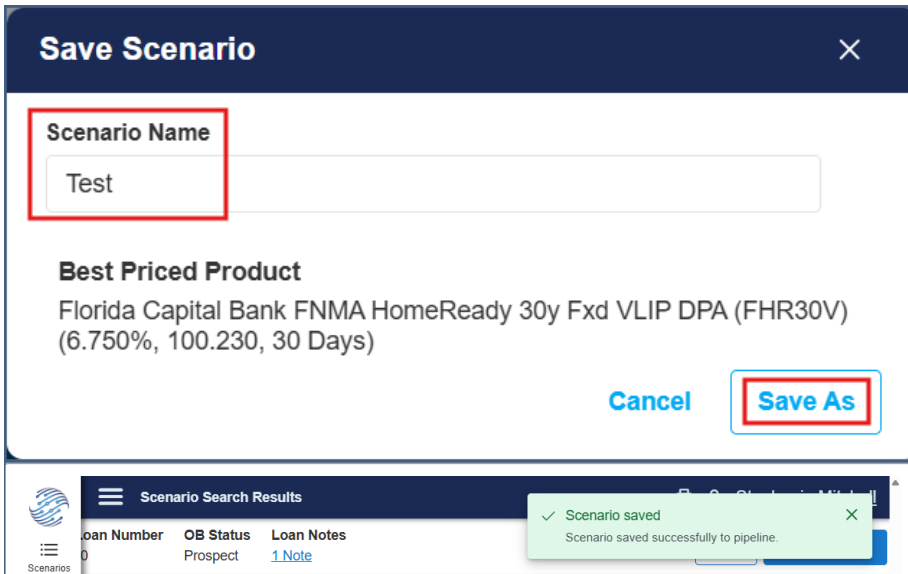 Save Scenario
Scenario Name
Test
Best Priced Product
Florida Capital Bank FNMA HomeReady 30y Fxd VLIP DPA (FHR30V)
(6.750%, 100.230, 30 Days)
Cancel Save As
Scenario Search Results
Scenario saved
Scenario saved successfully to pipeline.
Loan Number OB Status Loan Notes
0 Prospect 1 Note
Scenarios